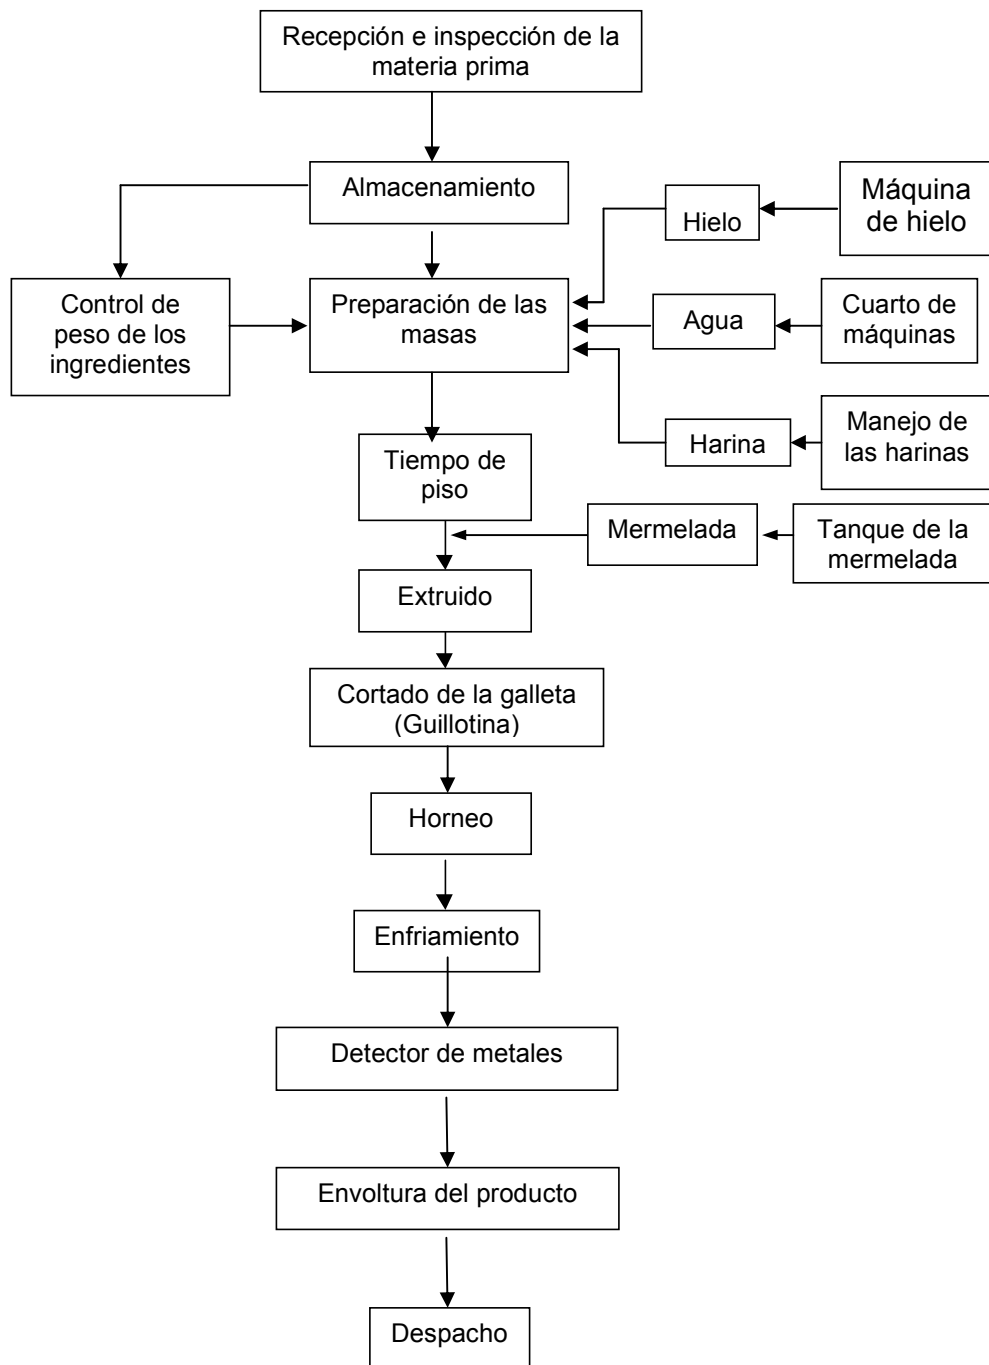 Recepción e inspección de la
materia prima
Almacenamiento
Hielo
Máquina
de hielo
Control de
peso de los
ingredientes
Preparación de las
masas
Agua
Cuarto de
máquinas
Harina
Manejo de
las harinas
Tiempo de
piso
Mermelada
Tanque de la
mermelada
Extruido
Cortado de la galleta
(Guillotina)
Horneo
Enfriamiento
Detector de metales
Envoltura del producto
Despacho